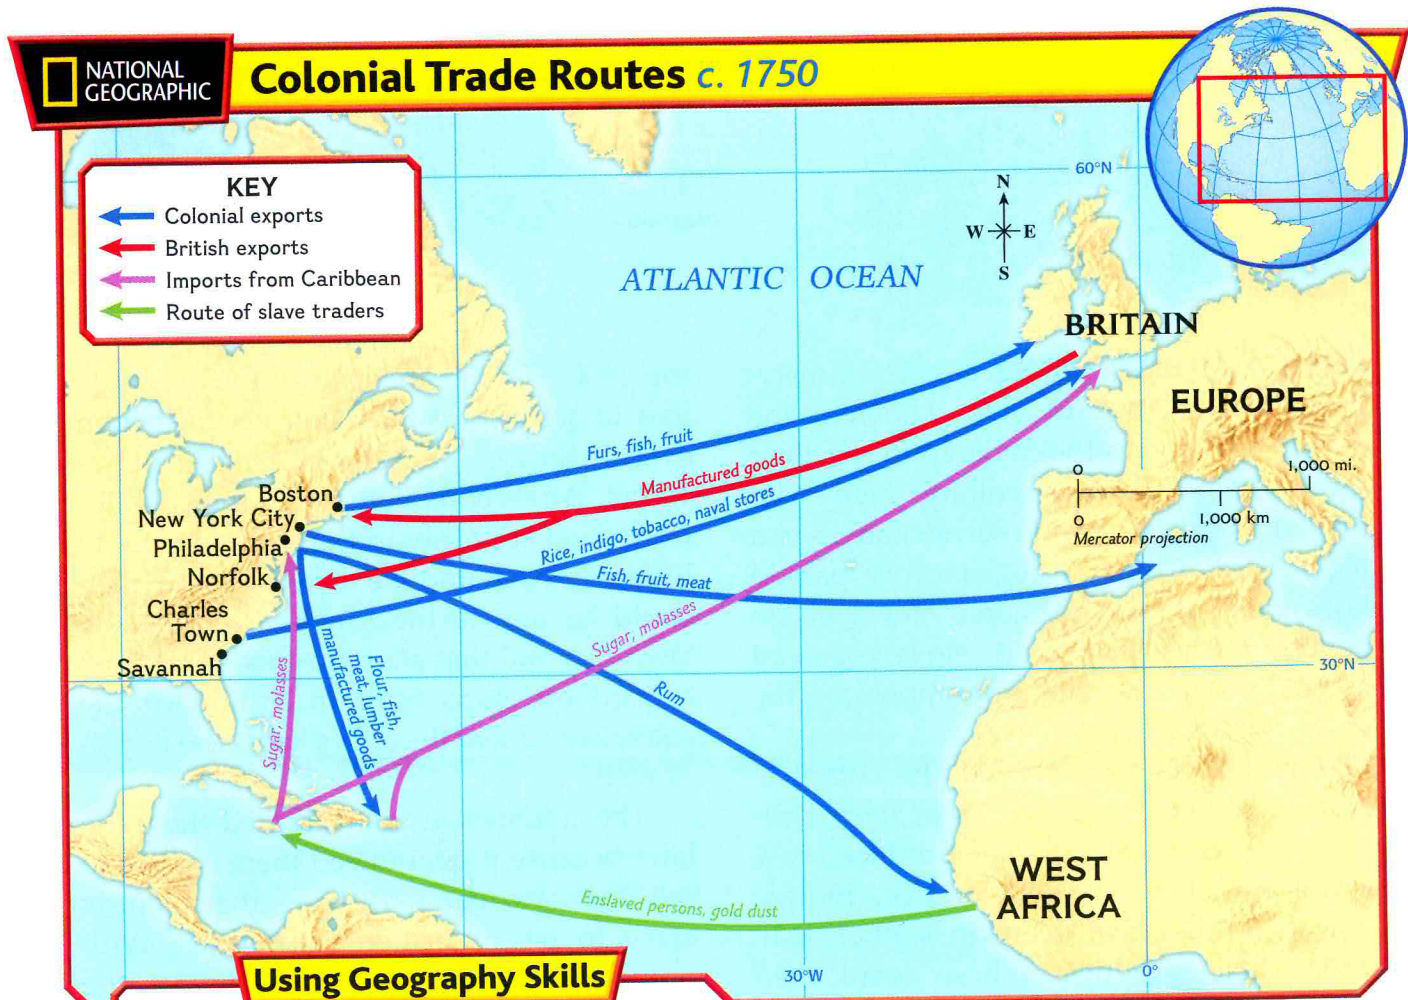 NATIONAL
GEOGRAPHIC
Colonial Trade Routes c. 1750
KEY
Colonial exports
British exports
Imports from Caribbean
Route of slave traders
60°N
N
W E
S
ATLANTIC OCEAN
BRITAIN
EUROPE
0 1,000 mi.
0 1,000 km
Mercator projection
Furs, fish, fruit
Manufactured goods
Rice, indigo, tobacco, naval stores
Fish, fruit, meat
Sugar, molasses
Rum
Boston
New York City
Philadelphia
Norfolk
Charles
Town
Savannah
Sugar, molasses
Flour, fish,
meat, lumber
manufactured goods
30°N
WEST
AFRICA
Enslaved persons, gold dust
30°W
0°
Using Geography Skills